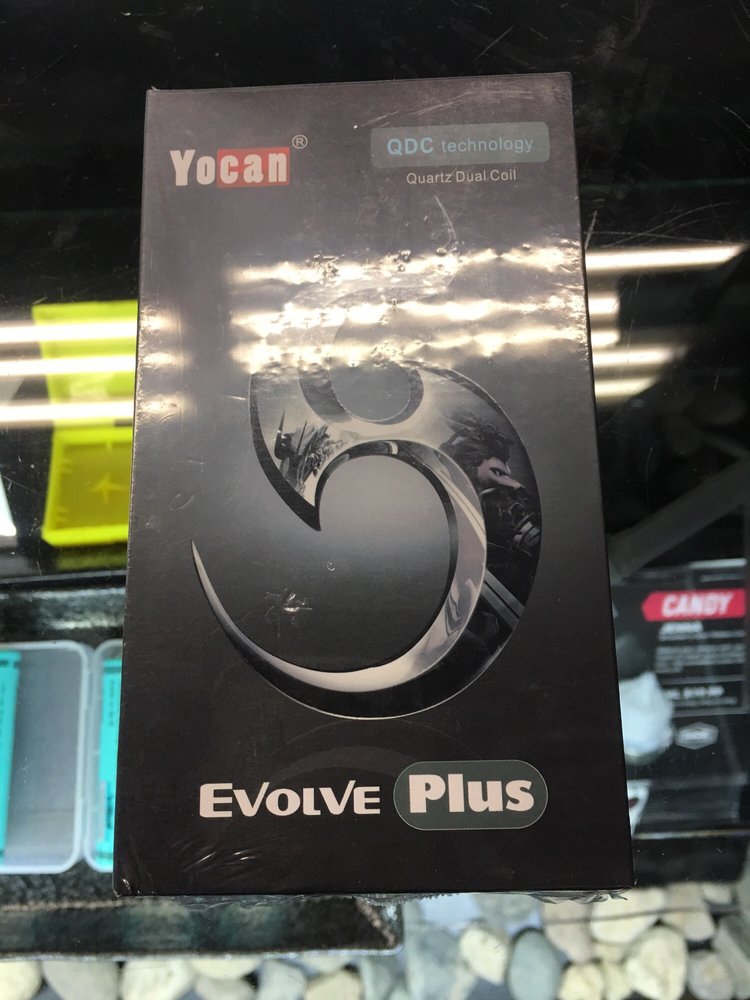 Yocan®
QDC technology
Quartz Dual Coil
EVOLVE Plus
CANDY